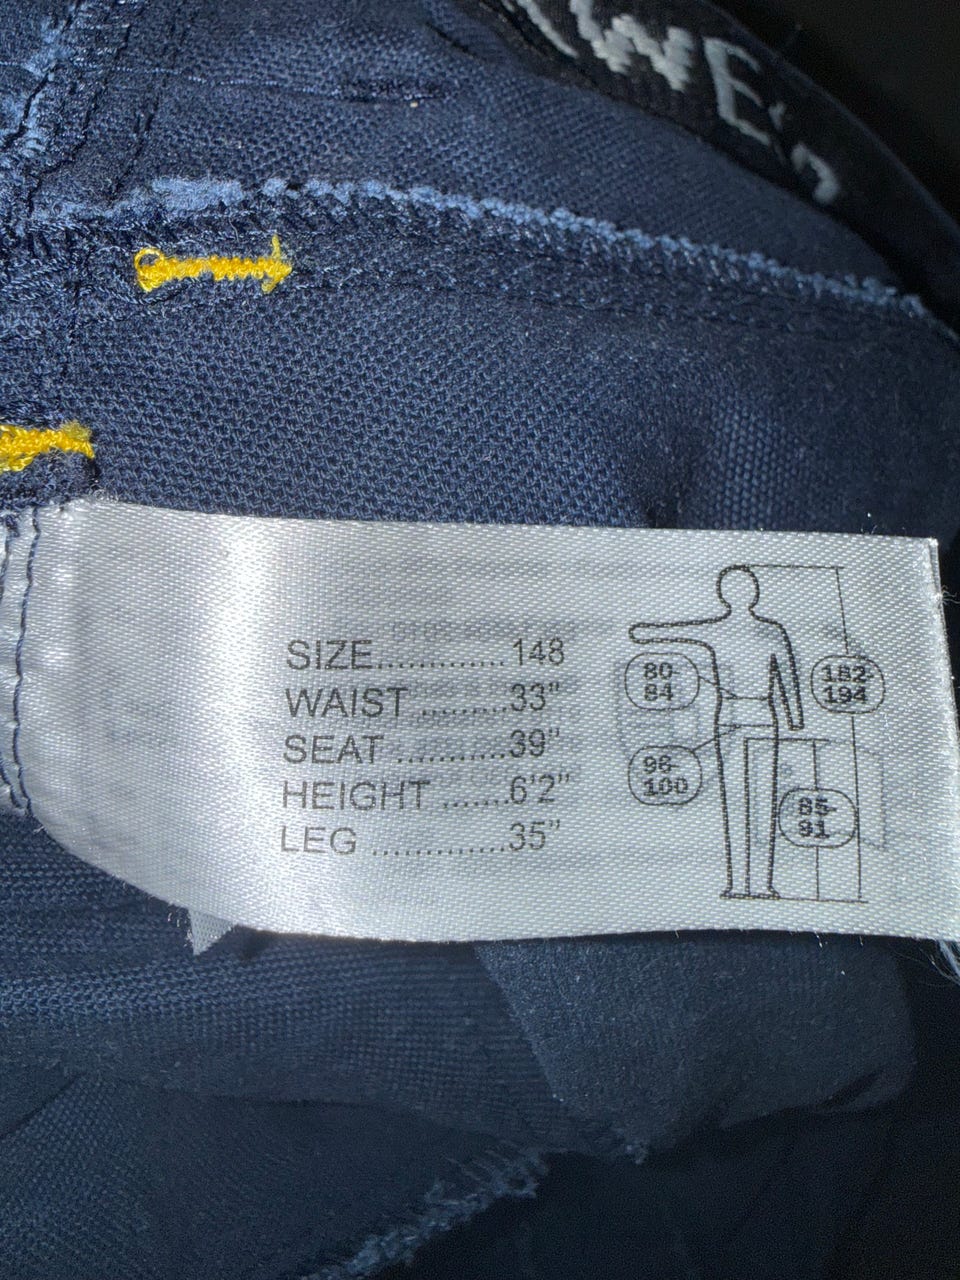 WE
SIZE.............148
WAIST .........33"
SEAT ...........39"
HEIGHT .......6'2"
LEG .............35"
80-
84
182-
194
96-
100
85-
91